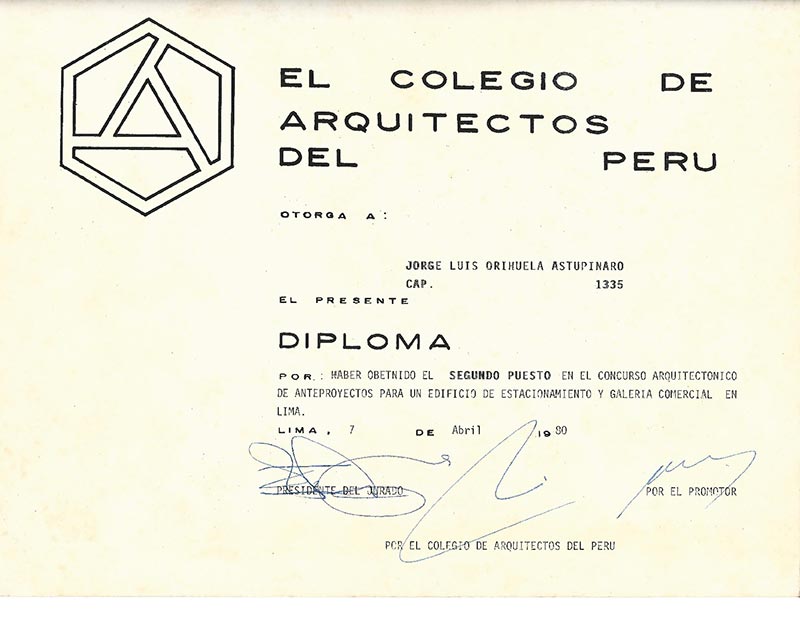 EL COLEGIO DE
ARQUITECTOS
DEL PERU
OTORGA A:
JORGE LUIS ORIHUELA ASTUPINARO
CAP. 1335
EL PRESENTE
DIPLOMA
POR.: HABER OBETNIDO EL SEGUNDO PUESTO EN EL CONCURSO ARQUITECTONICO
DE ANTEPROYECTOS PARA UN EDIFICIO DE ESTACIONAMIENTO Y GALERIA COMERCIAL EN
LIMA.
LIMA, 7 DE Abril 1980
PRESIDENTE DEL JURADO
POR EL PROMOTOR
POR EL COLEGIO DE ARQUITECTOS DEL PERU